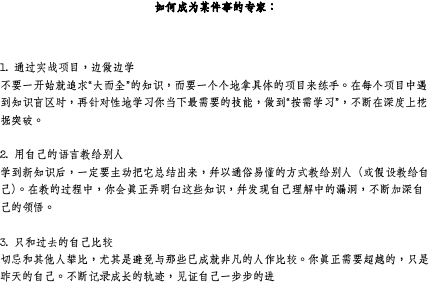 如何成为某件事的专家：
1. 通过实战项目，边做边学
不要一开始就追求“大而全”的知识，而要一个个地拿具体的项目来练手。在每个项目中遇
到知识盲区时，再针对性地学习你当下最需要的技能，做到“按需学习”，不断在深度上挖
掘突破。
2. 用自己的语言教给别人
学到新知识后，一定要主动把它总结出来，并以通俗易懂的方式教给别人（或假设教给自
己）。在教的过程中，你会真正弄明白这些知识，并发现自己理解中的漏洞，不断加深自
己的领悟。
3. 只和过去的自己比较
切忌和其他人攀比，尤其是避免与那些已成就非凡的人作比较。你真正需要超越的，只是
昨天的自己。不断记录成长的轨迹，见证自己一步步的进